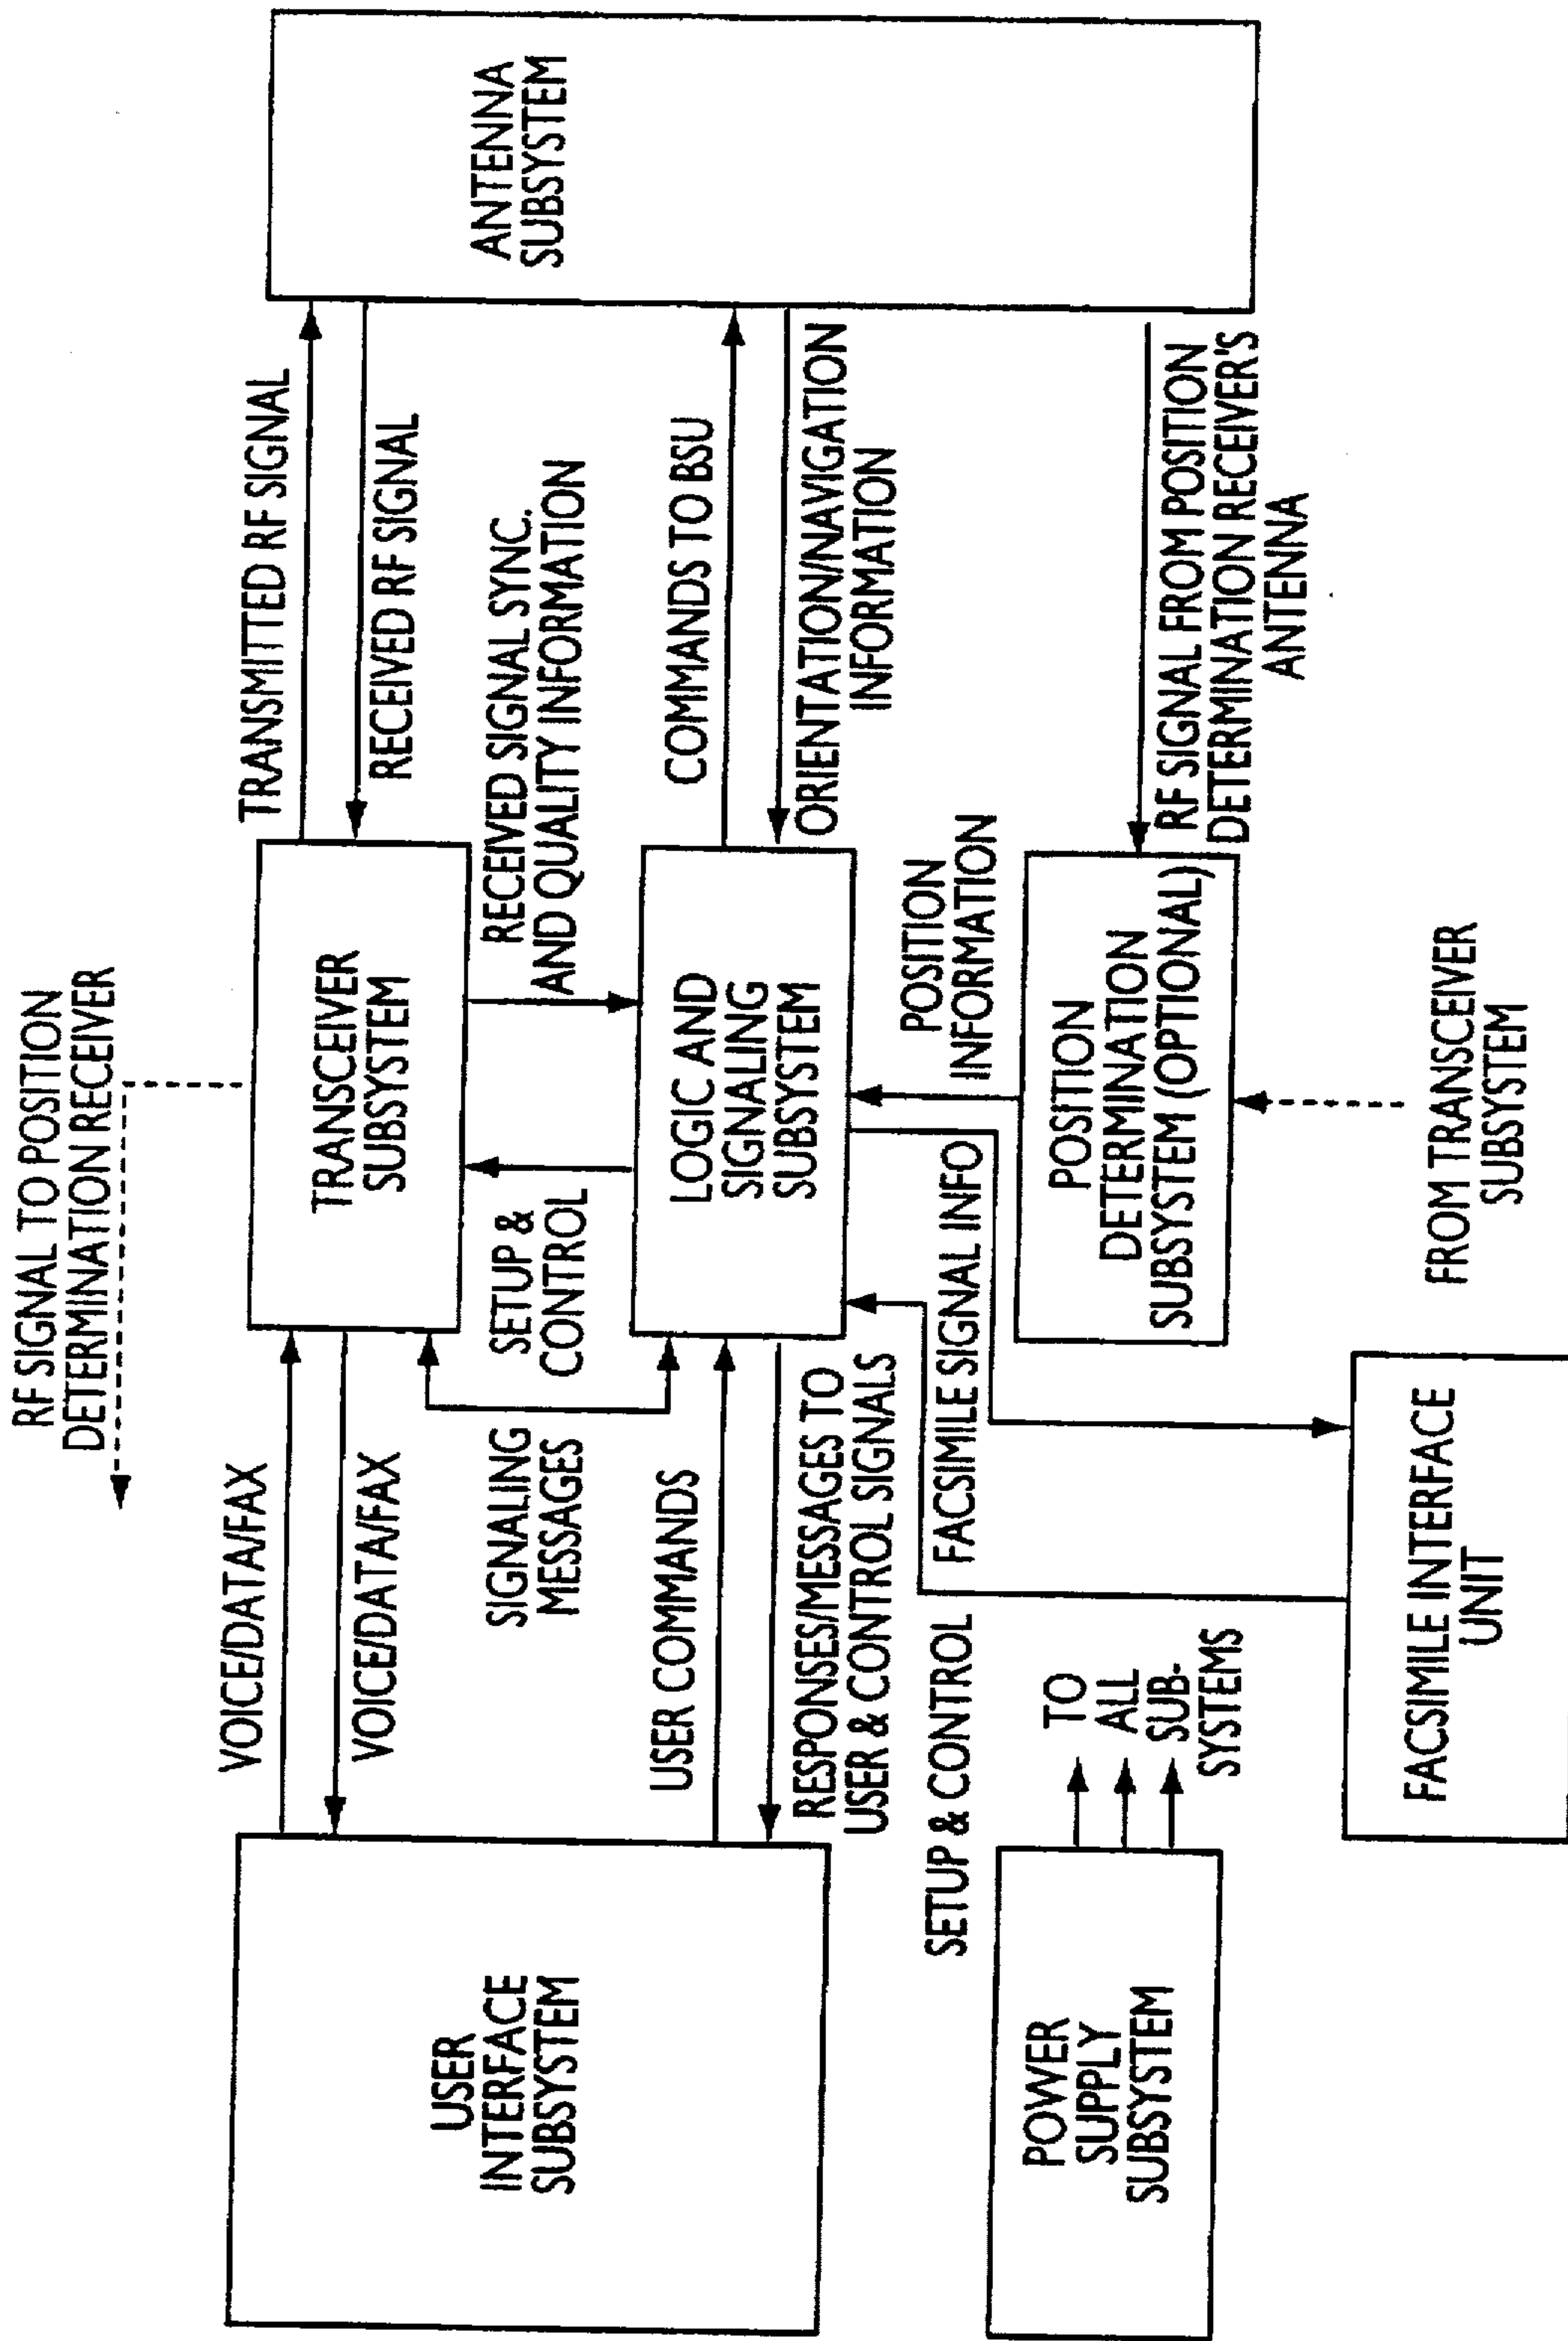 RF SIGNAL TO POSITION
DETERMINATION RECEIVER
VOICE/DATA/FAX
VOICE/DATA/FAX
TRANSCEIVER
SUBSYSTEM
TRANSMITTED RF SIGNAL
RECEIVED RF SIGNAL
ANTENNA
SUBSYSTEM
USER
INTERFACE
SUBSYSTEM
SIGNALING
MESSAGES
SETUP &
CONTROL
RECEIVED SIGNAL SYNC.
AND QUALITY INFORMATION
USER COMMANDS
RESPONSES/MESSAGES TO
USER & CONTROL SIGNALS
LOGIC AND
SIGNALING
SUBSYSTEM
COMMANDS TO BSU
ORIENTATION/NAVIGATION
INFORMATION
SETUP & CONTROL
FACSIMILE SIGNAL INFO
POSITION
INFORMATION
POWER
SUPPLY
SUBSYSTEM
TO
ALL
SUB-
SYSTEMS
POSITION
DETERMINATION
SUBSYSTEM (OPTIONAL)
RF SIGNAL FROM POSITION
DETERMINATION RECEIVER'S
ANTENNA
FACSIMILE INTERFACE
UNIT
FROM TRANSCEIVER
SUBSYSTEM